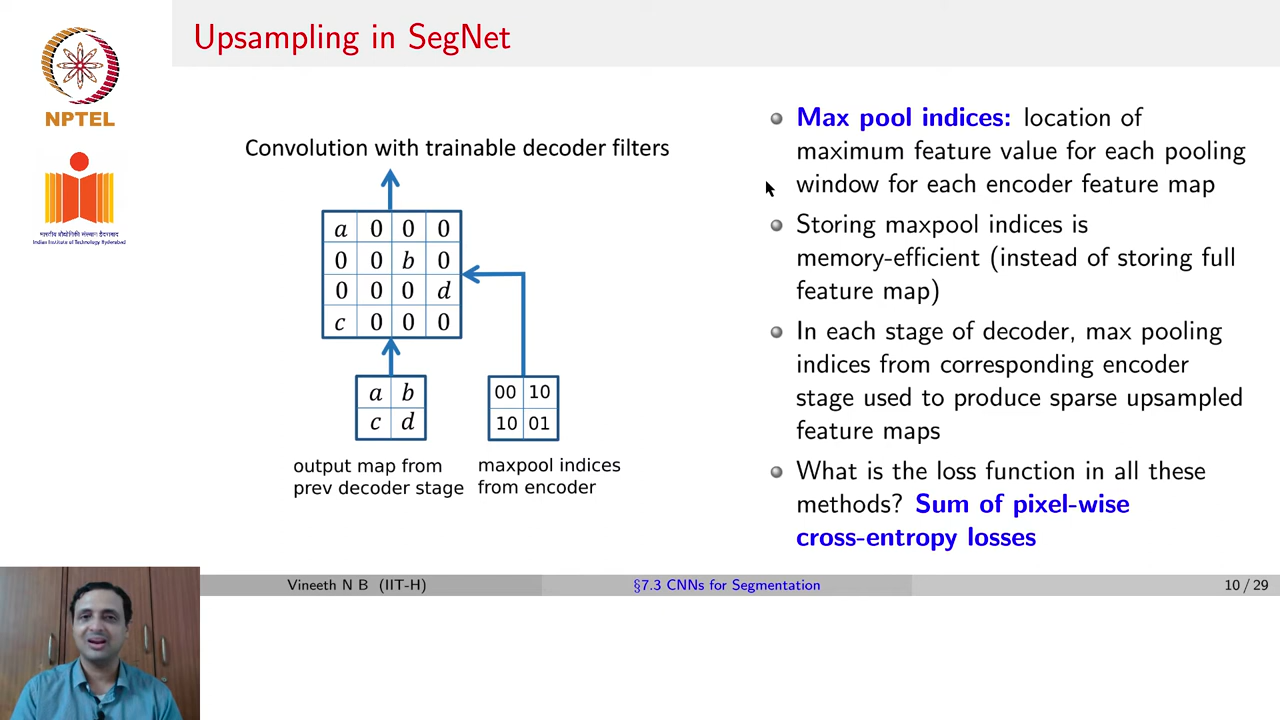 Upsampling in SegNet
NPTEL
भारतीय प्रौद्योगिकी संस्थान हैदराबाद
Indian Institute of Technology Hyderabad
Convolution with trainable decoder filters
a 0 0 0
0 0 b 0
0 0 0 d
c 0 0 0
a b
c d
00 10
10 01
output map from
prev decoder stage
maxpool indices
from encoder
Max pool indices: location of
maximum feature value for each pooling
window for each encoder feature map
Storing maxpool indices is
memory-efficient (instead of storing full
feature map)
In each stage of decoder, max pooling
indices from corresponding encoder
stage used to produce sparse upsampled
feature maps
What is the loss function in all these
methods? Sum of pixel-wise
cross-entropy losses
Vineeth N B (IIT-H)
§7.3 CNNs for Segmentation
10 / 29